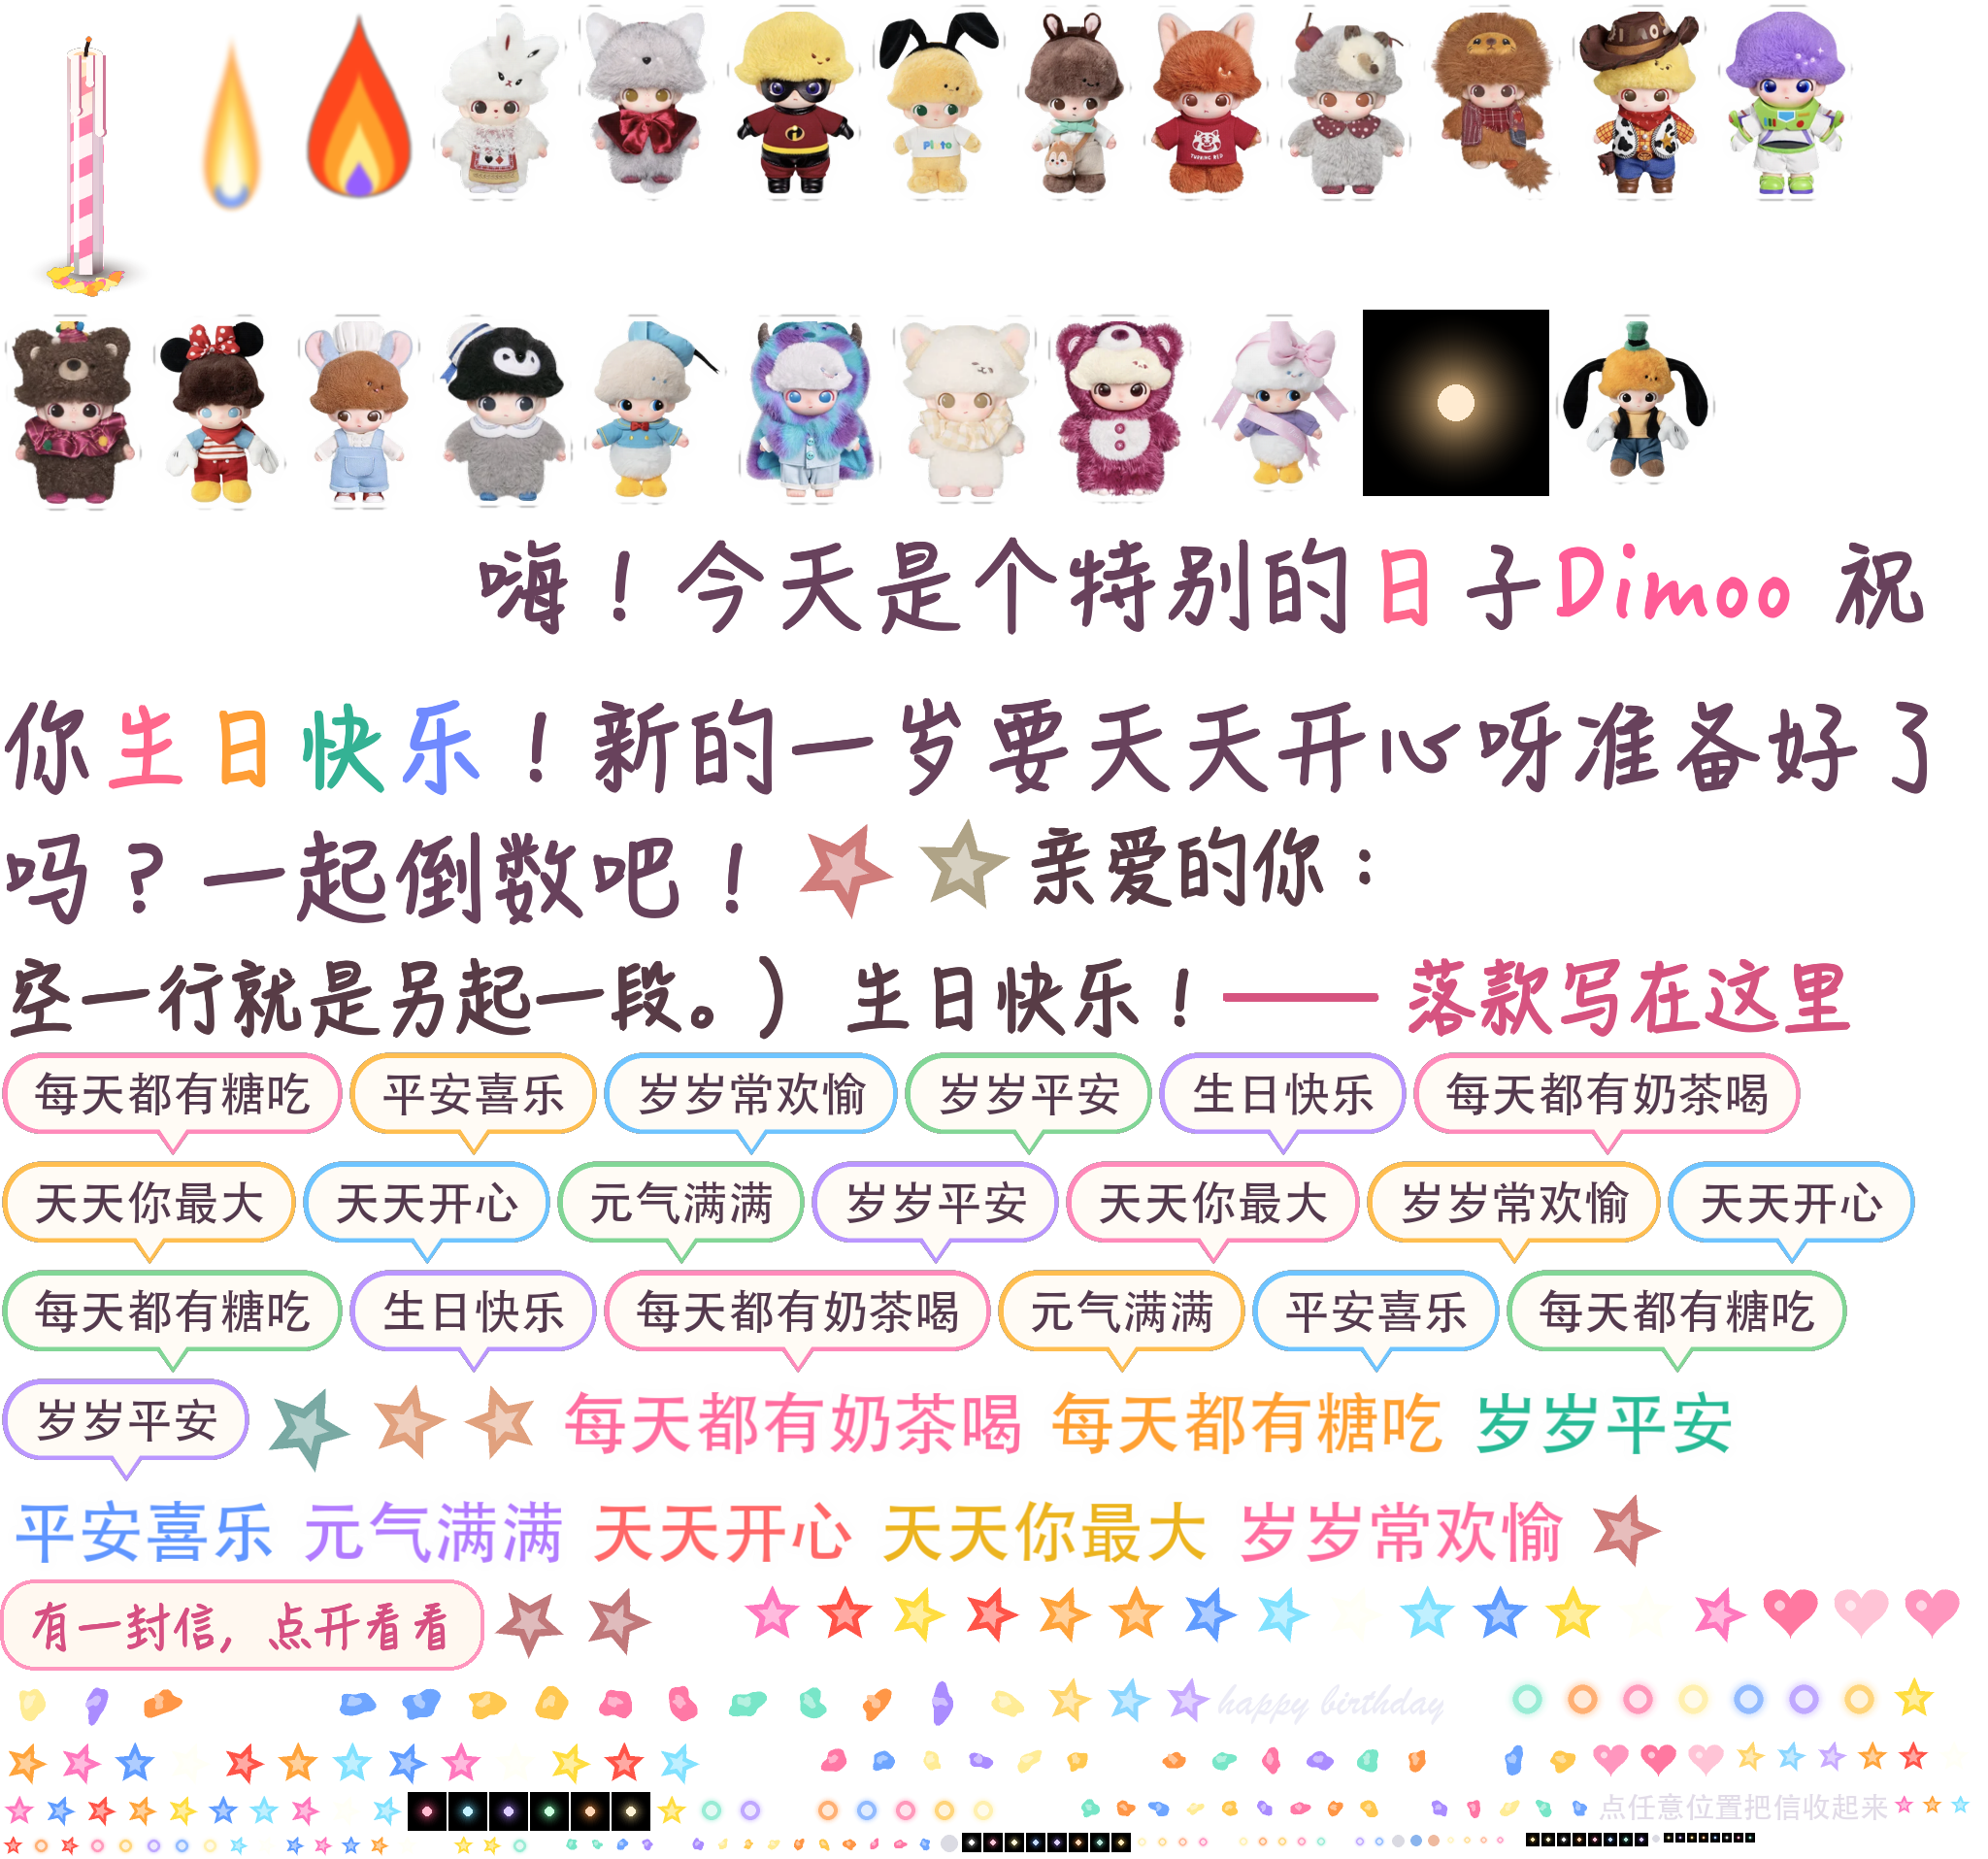 Pluto
TURNING RED
嗨！今天是个特别的日子Dimoo 祝
你生日快乐！新的一岁要天天开心呀准备好了
吗？一起倒数吧！ 亲爱的你：
空一行就是另起一段。） 生日快乐！—— 落款写在这里
每天都有糖吃 平安喜乐 岁岁常欢愉 岁岁平安 生日快乐 每天都有奶茶喝
天天你最大 天天开心 元气满满 岁岁平安 天天你最大 岁岁常欢愉 天天开心
每天都有糖吃 生日快乐 每天都有奶茶喝 元气满满 平安喜乐 每天都有糖吃
岁岁平安 每天都有奶茶喝 每天都有糖吃 岁岁平安
平安喜乐 元气满满 天天开心 天天你最大 岁岁常欢愉
有一封信，点开看看
happy birthday
点任意位置把信收起来